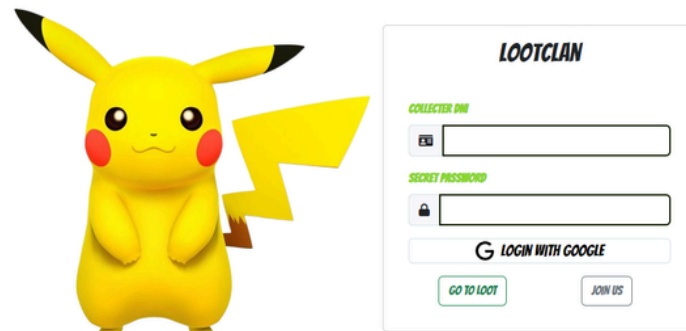 LOOTCLAN
COLLECTER DNI
SECRET PASSWORD
LOGIN WITH GOOGLE
GO TO LOOT
JOIN US